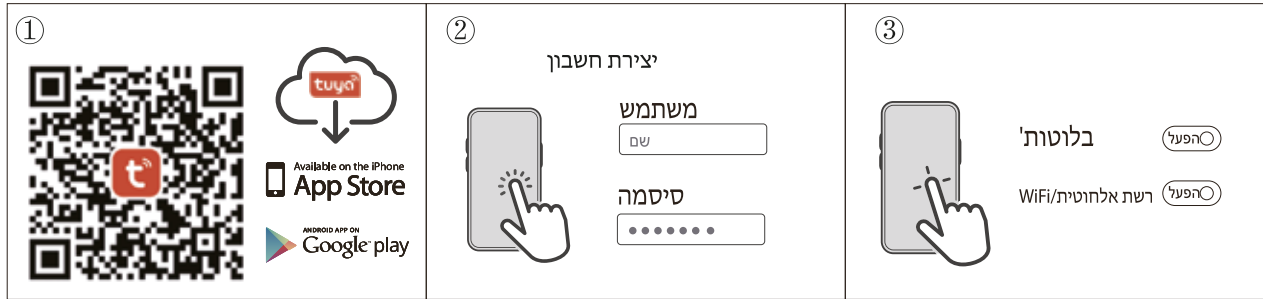 ①
tuya
Available on the iPhone
App Store
ANDROID APP ON
Google play
②
יצירת חשבון
משתמש
שם
סיסמה
③
בלוטות'
הפעל
רשת אלחוטית/WiFi
הפעל